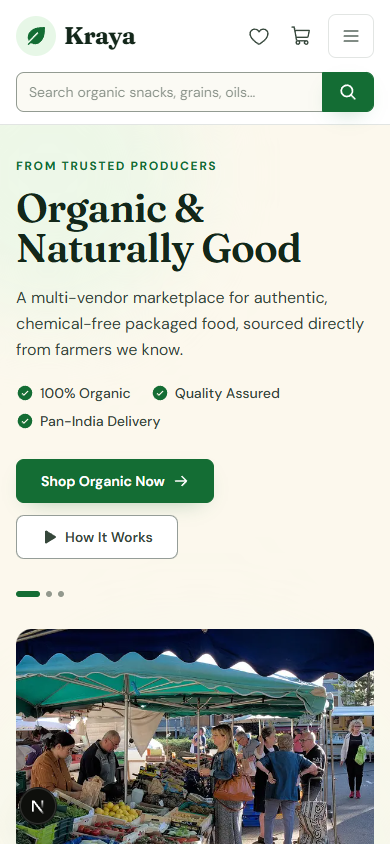 Kraya
Search organic snacks, grains, oils...
FROM TRUSTED PRODUCERS
Organic &
Naturally Good
A multi-vendor marketplace for authentic,
chemical-free packaged food, sourced directly
from farmers we know.
100% Organic Quality Assured
Pan-India Delivery
Shop Organic Now →
How It Works
N